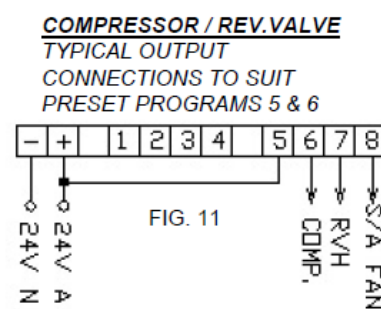 COMPRESSOR / REV.VALVE
TYPICAL OUTPUT
CONNECTIONS TO SUIT
PRESET PROGRAMS 5 & 6
- + 1 2 3 4 5 6 7 8
FIG. 11
24V N
24V A
COMP.
RVH
S/A FAN